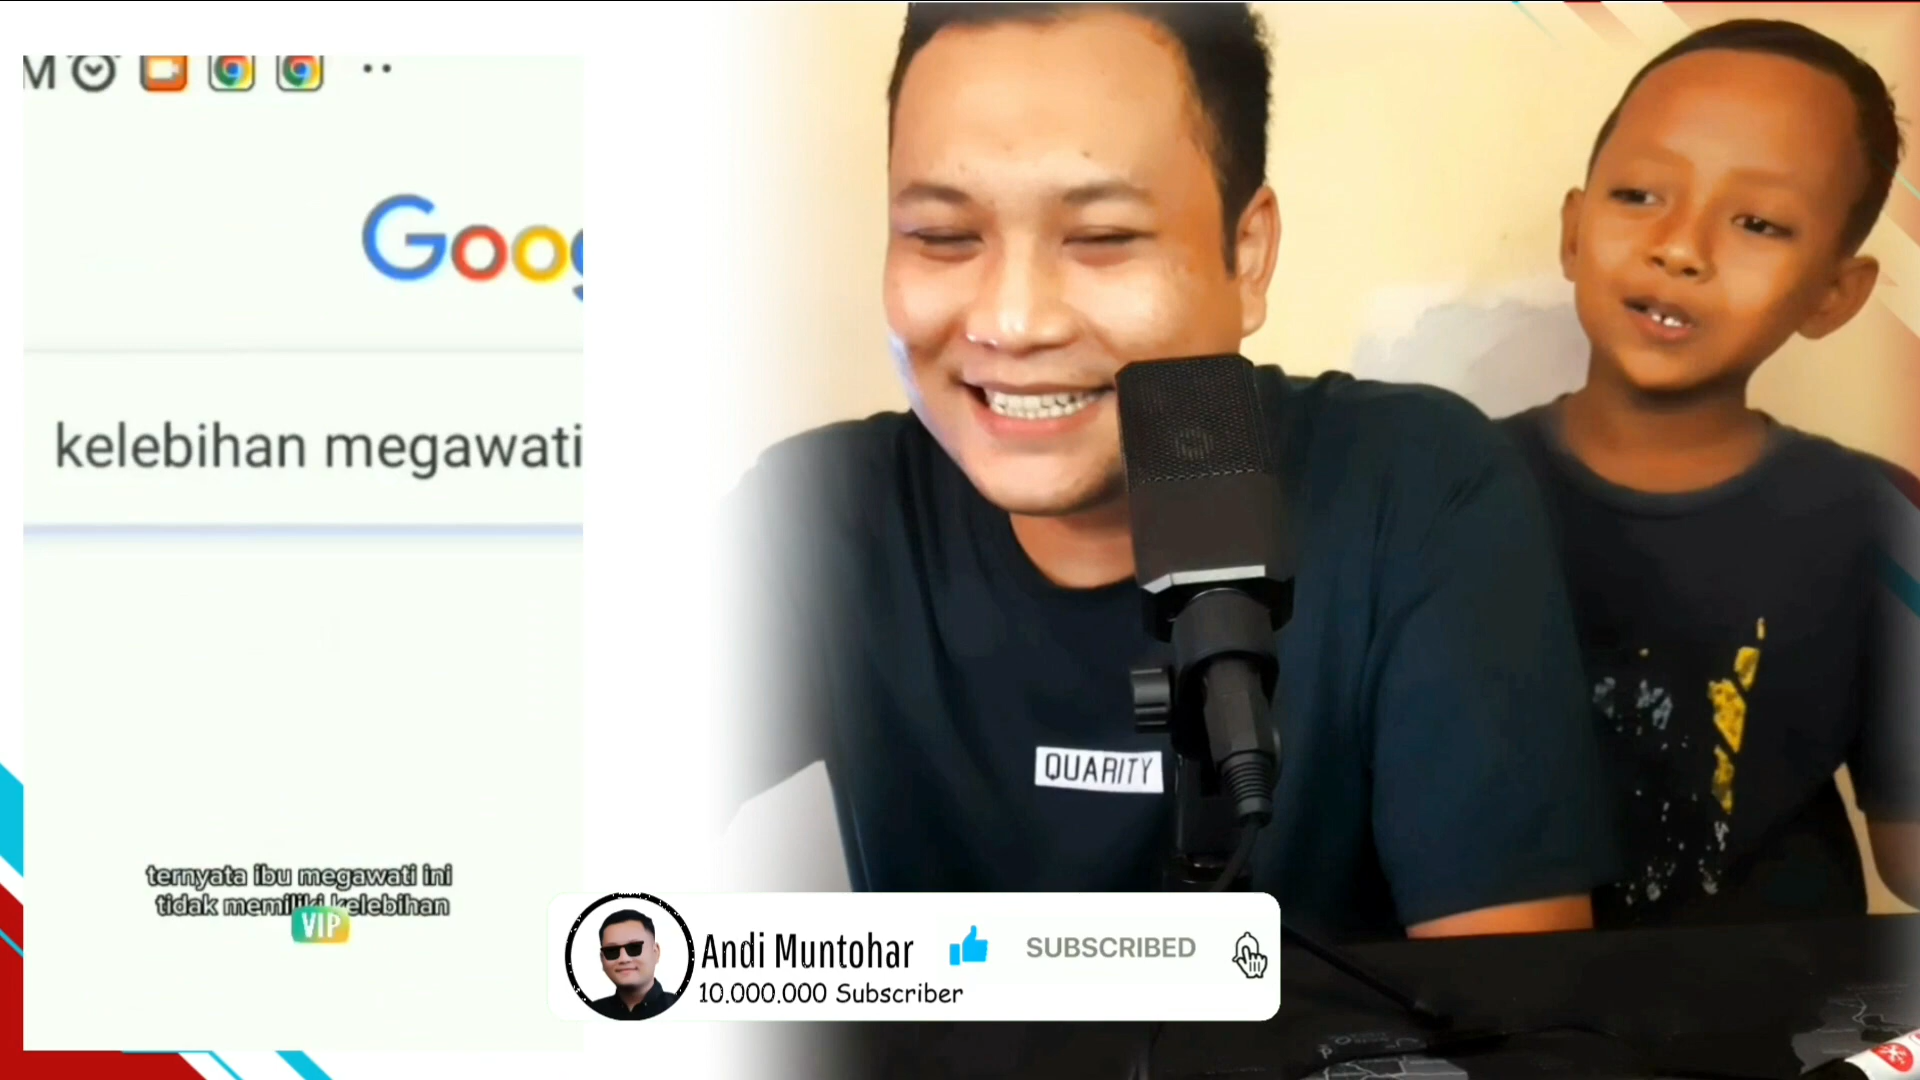 M
Goog
kelebihan megawati
ternyata ibu megawati ini
tidak memiliki kelebihan
VIP
QUARITY
Andi Muntohar
SUBSCRIBED
10.000.000 Subscriber